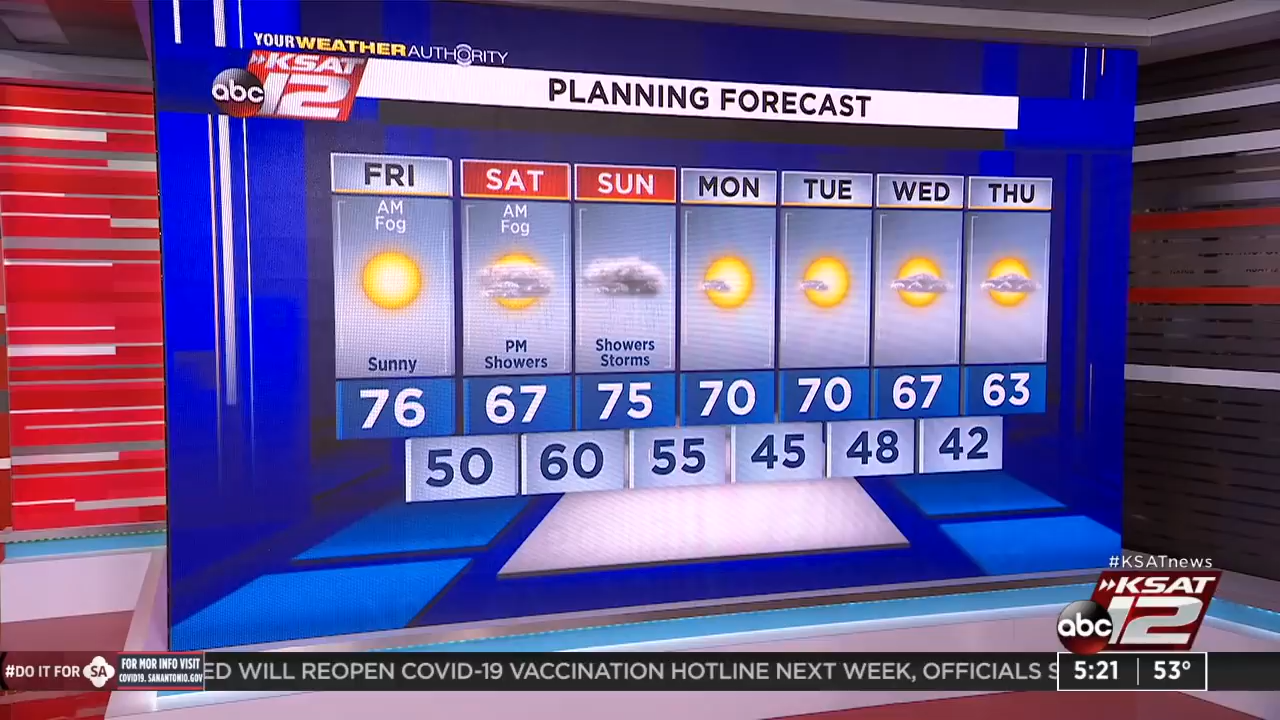 YOURWEATHERAUTHORITY
KSAT
abc 12
PLANNING FORECAST
FRI
SAT
SUN
MON
TUE
WED
THU
AM
Fog
AM
Fog
Sunny
PM
Showers
Showers
Storms
76
67
75
70
70
67
63
50
60
55
45
48
42
#KSATnews
KSAT
abc 12
#DO IT FOR SA
FOR MOR INFO VISIT
COVID19.SANANTONIO.GOV
ED WILL REOPEN COVID-19 VACCINATION HOTLINE NEXT WEEK, OFFICIALS S
5:21 53°